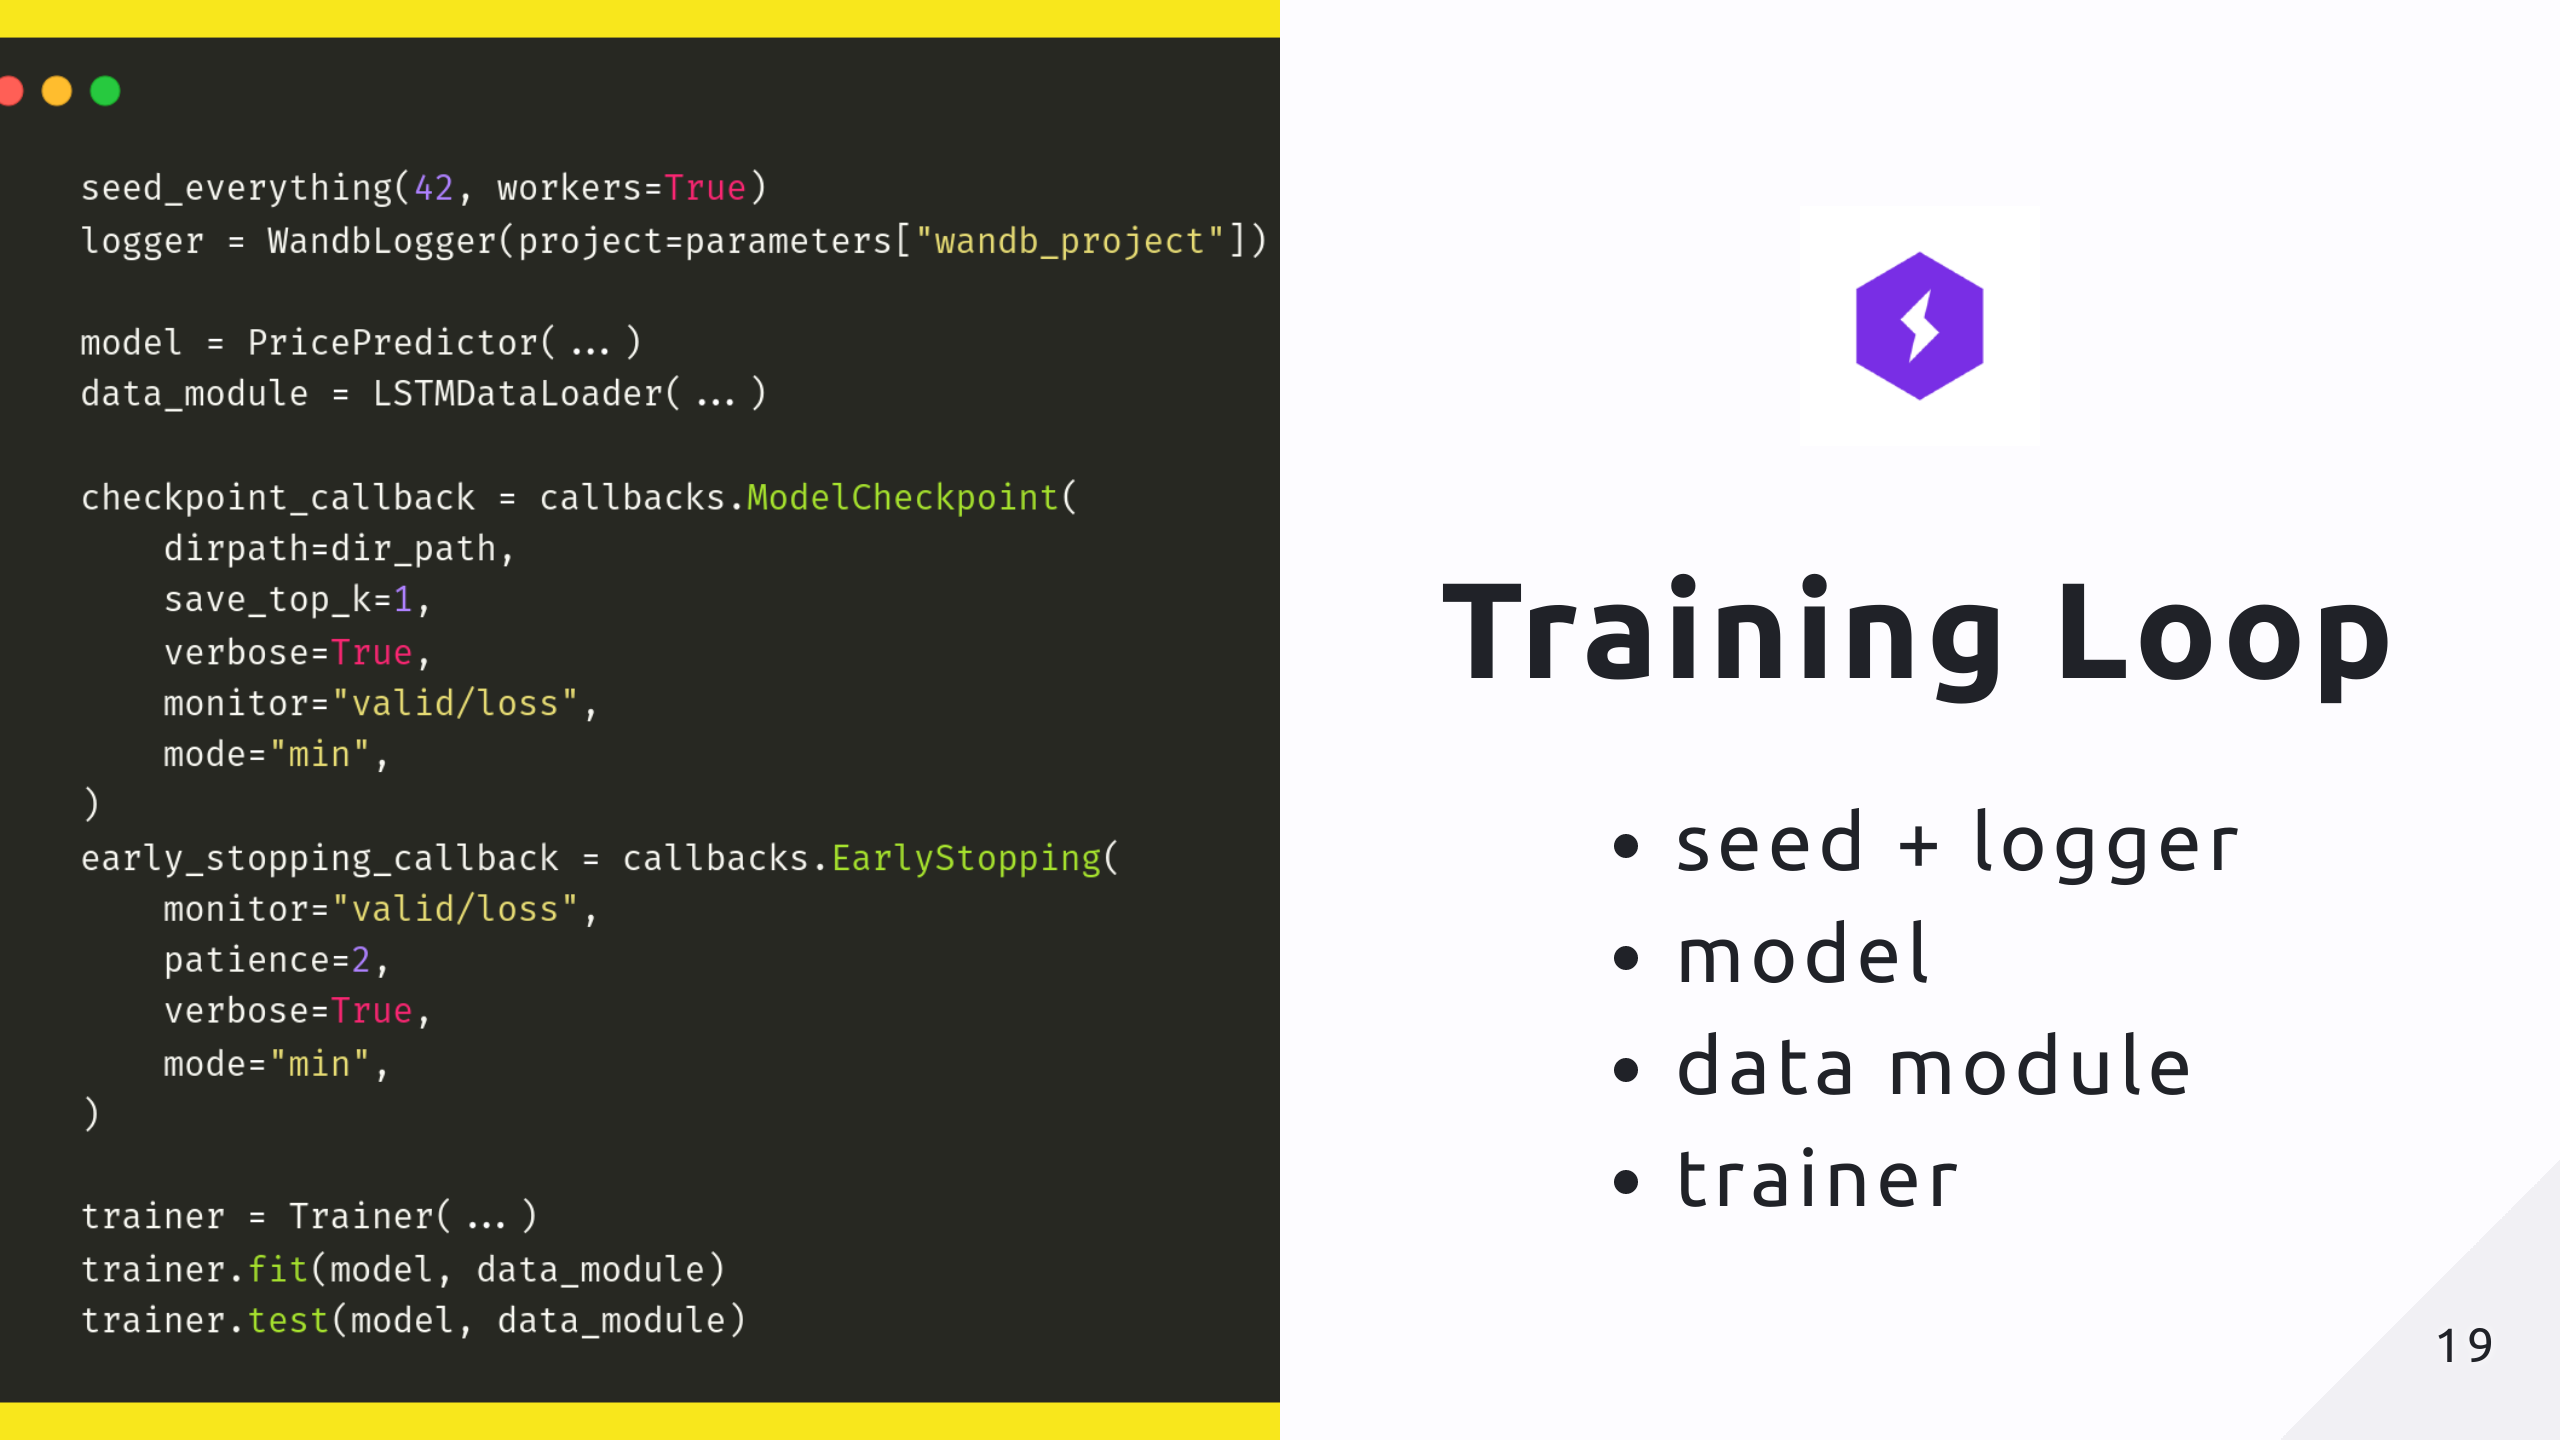 seed_everything(42, workers=True)
logger = WandbLogger(project=parameters["wandb_project"])
model = PricePredictor(...)
data_module = LSTMDataLoader(...)
checkpoint_callback = callbacks.ModelCheckpoint(
    dirpath=dir_path,
    save_top_k=1,
    verbose=True,
    monitor="valid/loss",
    mode="min",
)
early_stopping_callback = callbacks.EarlyStopping(
    monitor="valid/loss",
    patience=2,
    verbose=True,
    mode="min",
)
trainer = Trainer(...)
trainer.fit(model, data_module)
trainer.test(model, data_module)
Training Loop
• seed + logger
• model
• data module
• trainer
19